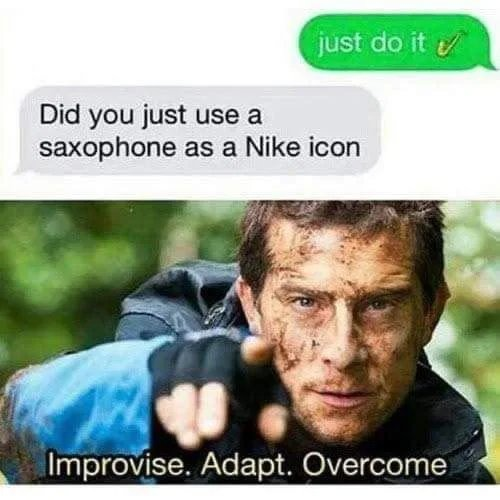 just do it 🎷
Did you just use a
saxophone as a Nike icon
Improvise. Adapt. Overcome